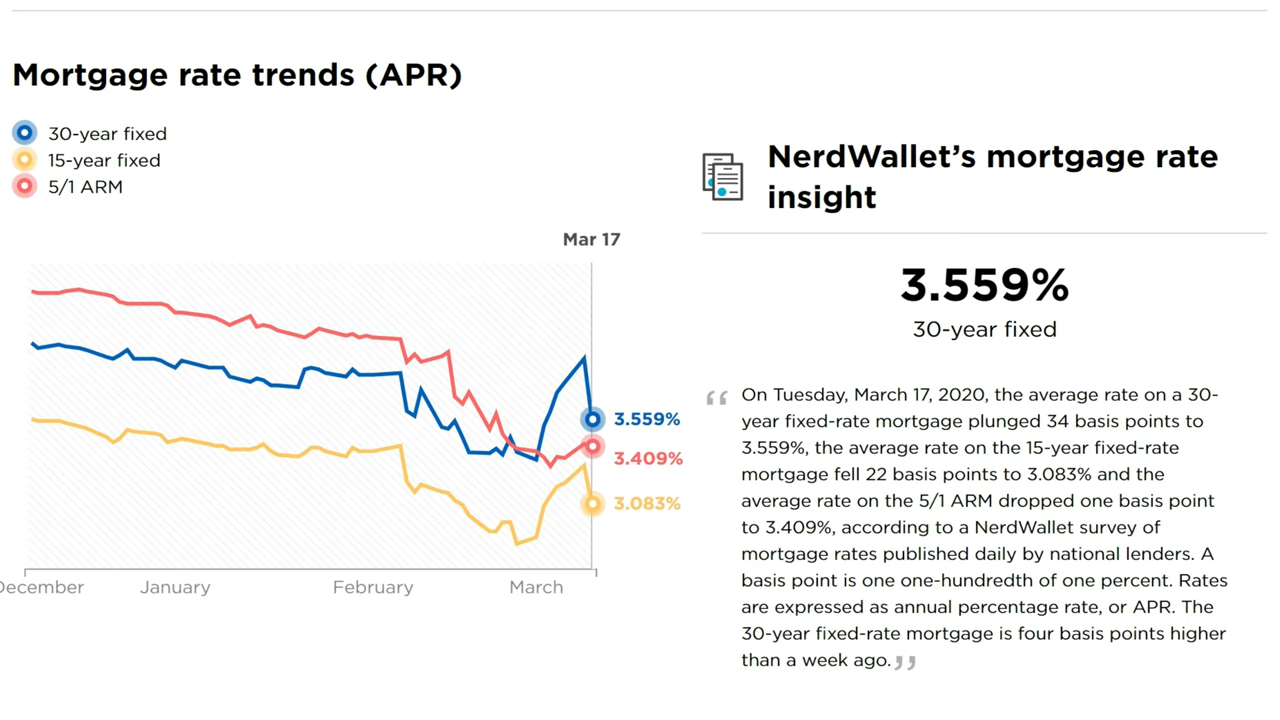 Mortgage rate trends (APR)
30-year fixed
15-year fixed
5/1 ARM
Mar 17
3.559%
3.409%
3.083%
December January February March
NerdWallet’s mortgage rate
insight
3.559%
30-year fixed
“ On Tuesday, March 17, 2020, the average rate on a 30-
year fixed-rate mortgage plunged 34 basis points to
3.559%, the average rate on the 15-year fixed-rate
mortgage fell 22 basis points to 3.083% and the
average rate on the 5/1 ARM dropped one basis point
to 3.409%, according to a NerdWallet survey of
mortgage rates published daily by national lenders. A
basis point is one one-hundredth of one percent. Rates
are expressed as annual percentage rate, or APR. The
30-year fixed-rate mortgage is four basis points higher
than a week ago. ”